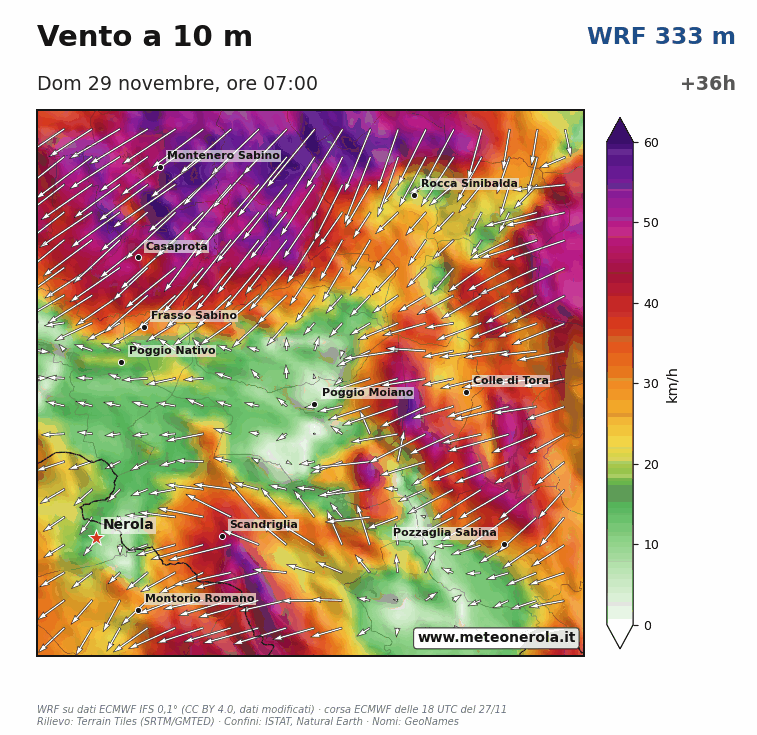 Vento a 10 m
WRF 333 m
Dom 29 novembre, ore 07:00
+36h
Montenero Sabino
Rocca Sinibalda
Casaprota
Frasso Sabino
Poggio Nativo
Colle di Tora
Poggio Moiano
Nerola
Scandriglia
Pozzaglia Sabina
Montorio Romano
www.meteonerola.it
60
50
40
30
20
10
0
km/h
WRF su dati ECMWF IFS 0,1° (CC BY 4.0, dati modificati) · corsa ECMWF delle 18 UTC del 27/11
Rilievo: Terrain Tiles (SRTM/GMTED) · Confini: ISTAT, Natural Earth · Nomi: GeoNames